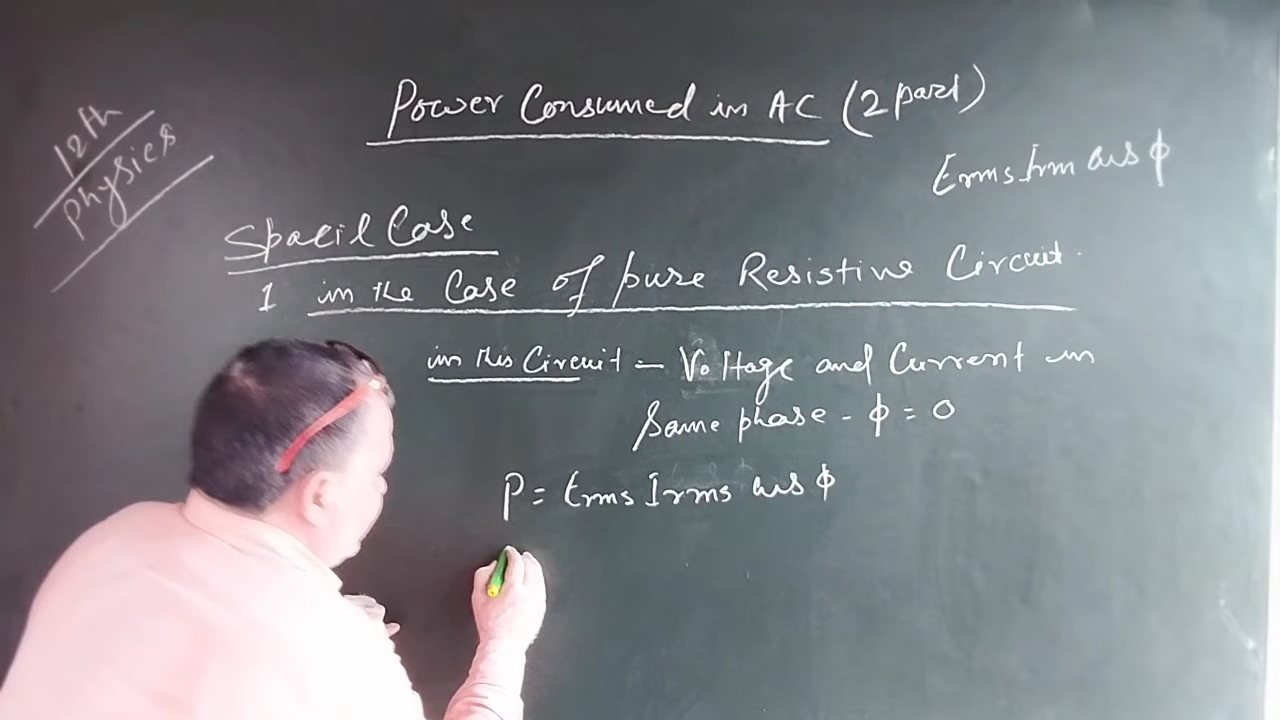 Power Consumed in AC (2 part)
12th
physics
Erms Irm cos ϕ
Spacil Case
1 in the Case of pure Resistive Circuit.
in this Circuit - Voltage and Current in
Same phase - ϕ = 0
P = Erms Irms cos ϕ